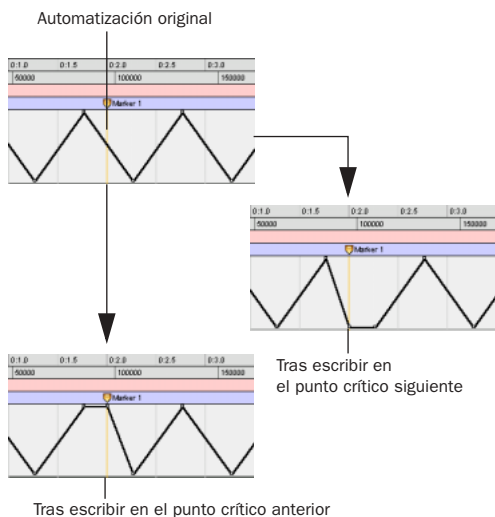 Automatización original
0:1.0 0:1.5 0:2.0 0:2.5 0:3.0
50000 100000 150000
Marker 1
0:1.0 0:1.5 0:2.0 0:2.5 0:3.0
50000 100000 150000
Marker 1
Tras escribir en
el punto crítico siguiente
0:1.0 0:1.5 0:2.0 0:2.5 0:3.0
50000 100000 150000
Marker 1
Tras escribir en el punto crítico anterior